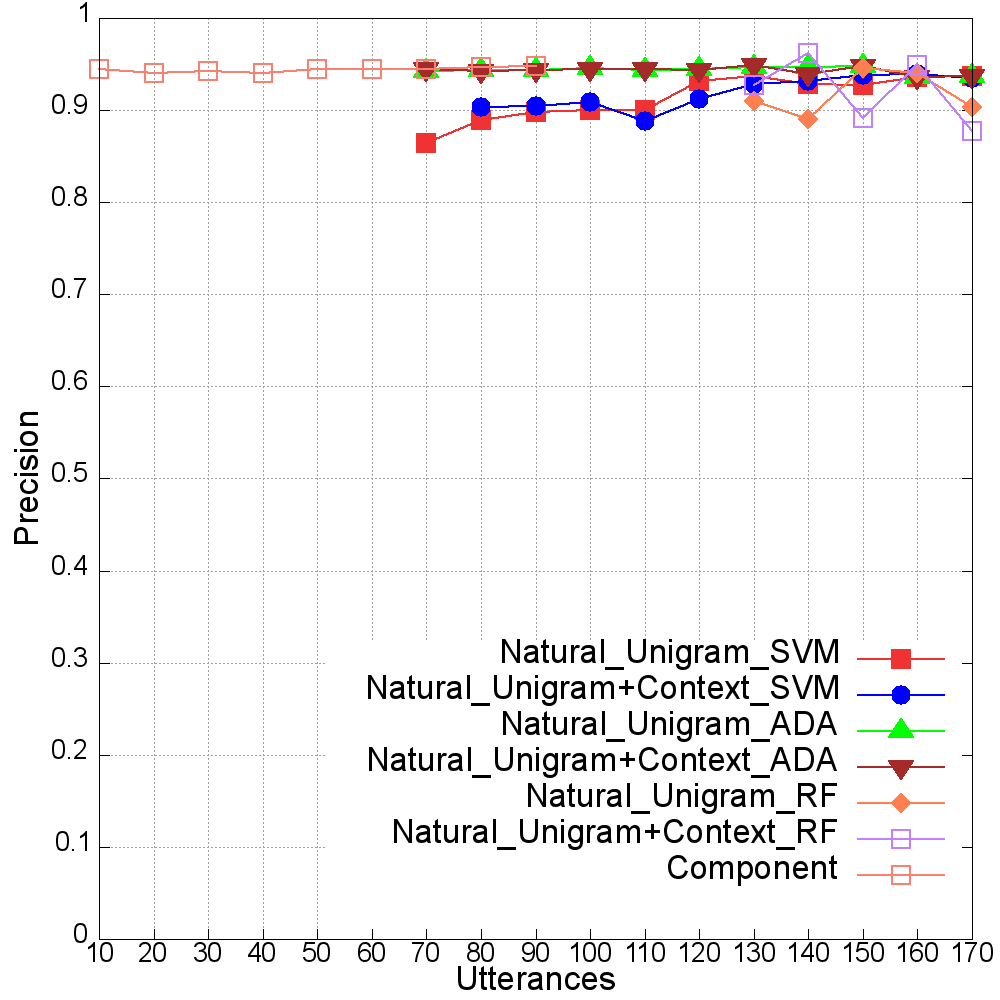 1
0.9
0.8
0.7
0.6
0.5
0.4
0.3
0.2
0.1
0
Precision
Natural_Unigram_SVM
Natural_Unigram+Context_SVM
Natural_Unigram_ADA
Natural_Unigram+Context_ADA
Natural_Unigram_RF
Natural_Unigram+Context_RF
Component
10 20 30 40 50 60 70 80 90 100 110 120 130 140 150 160 170
Utterances